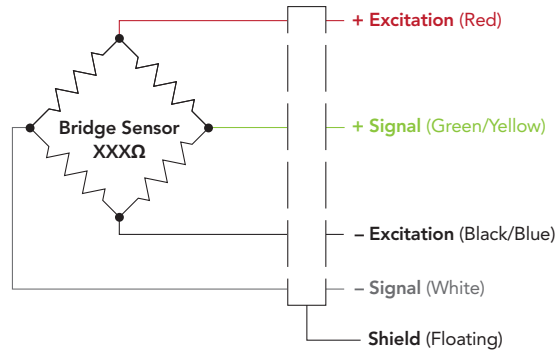 + Excitation (Red)
Bridge Sensor
XXXΩ
+ Signal (Green/Yellow)
– Excitation (Black/Blue)
– Signal (White)
Shield (Floating)